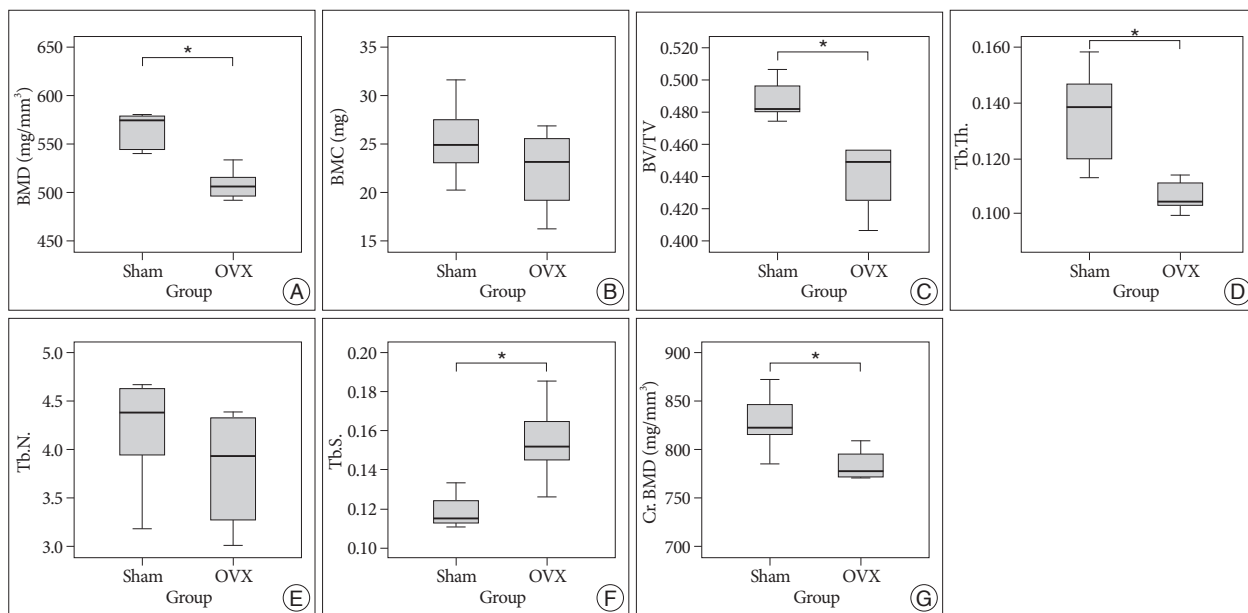 650
600
550
500
450
BMD (mg/mm³)
*
Sham OVX
Group
A
35
30
25
20
15
BMC (mg)
Sham OVX
Group
B
0.520
0.500
0.480
0.460
0.440
0.420
0.400
BV/TV
*
Sham OVX
Group
C
0.160
0.140
0.120
0.100
Tb.Th.
*
Sham OVX
Group
D
5.0
4.5
4.0
3.5
3.0
Tb.N.
Sham OVX
Group
E
0.20
0.18
0.16
0.14
0.12
0.10
Tb.S.
*
Sham OVX
Group
F
900
850
800
750
700
Cr. BMD (mg/mm³)
*
Sham OVX
Group
G